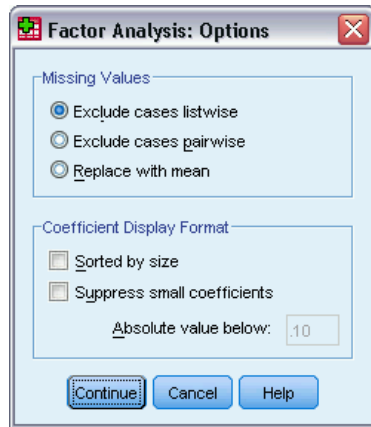 Factor Analysis: Options
Missing Values
Exclude cases listwise
Exclude cases pairwise
Replace with mean
Coefficient Display Format
Sorted by size
Suppress small coefficients
Absolute value below: .10
Continue Cancel Help